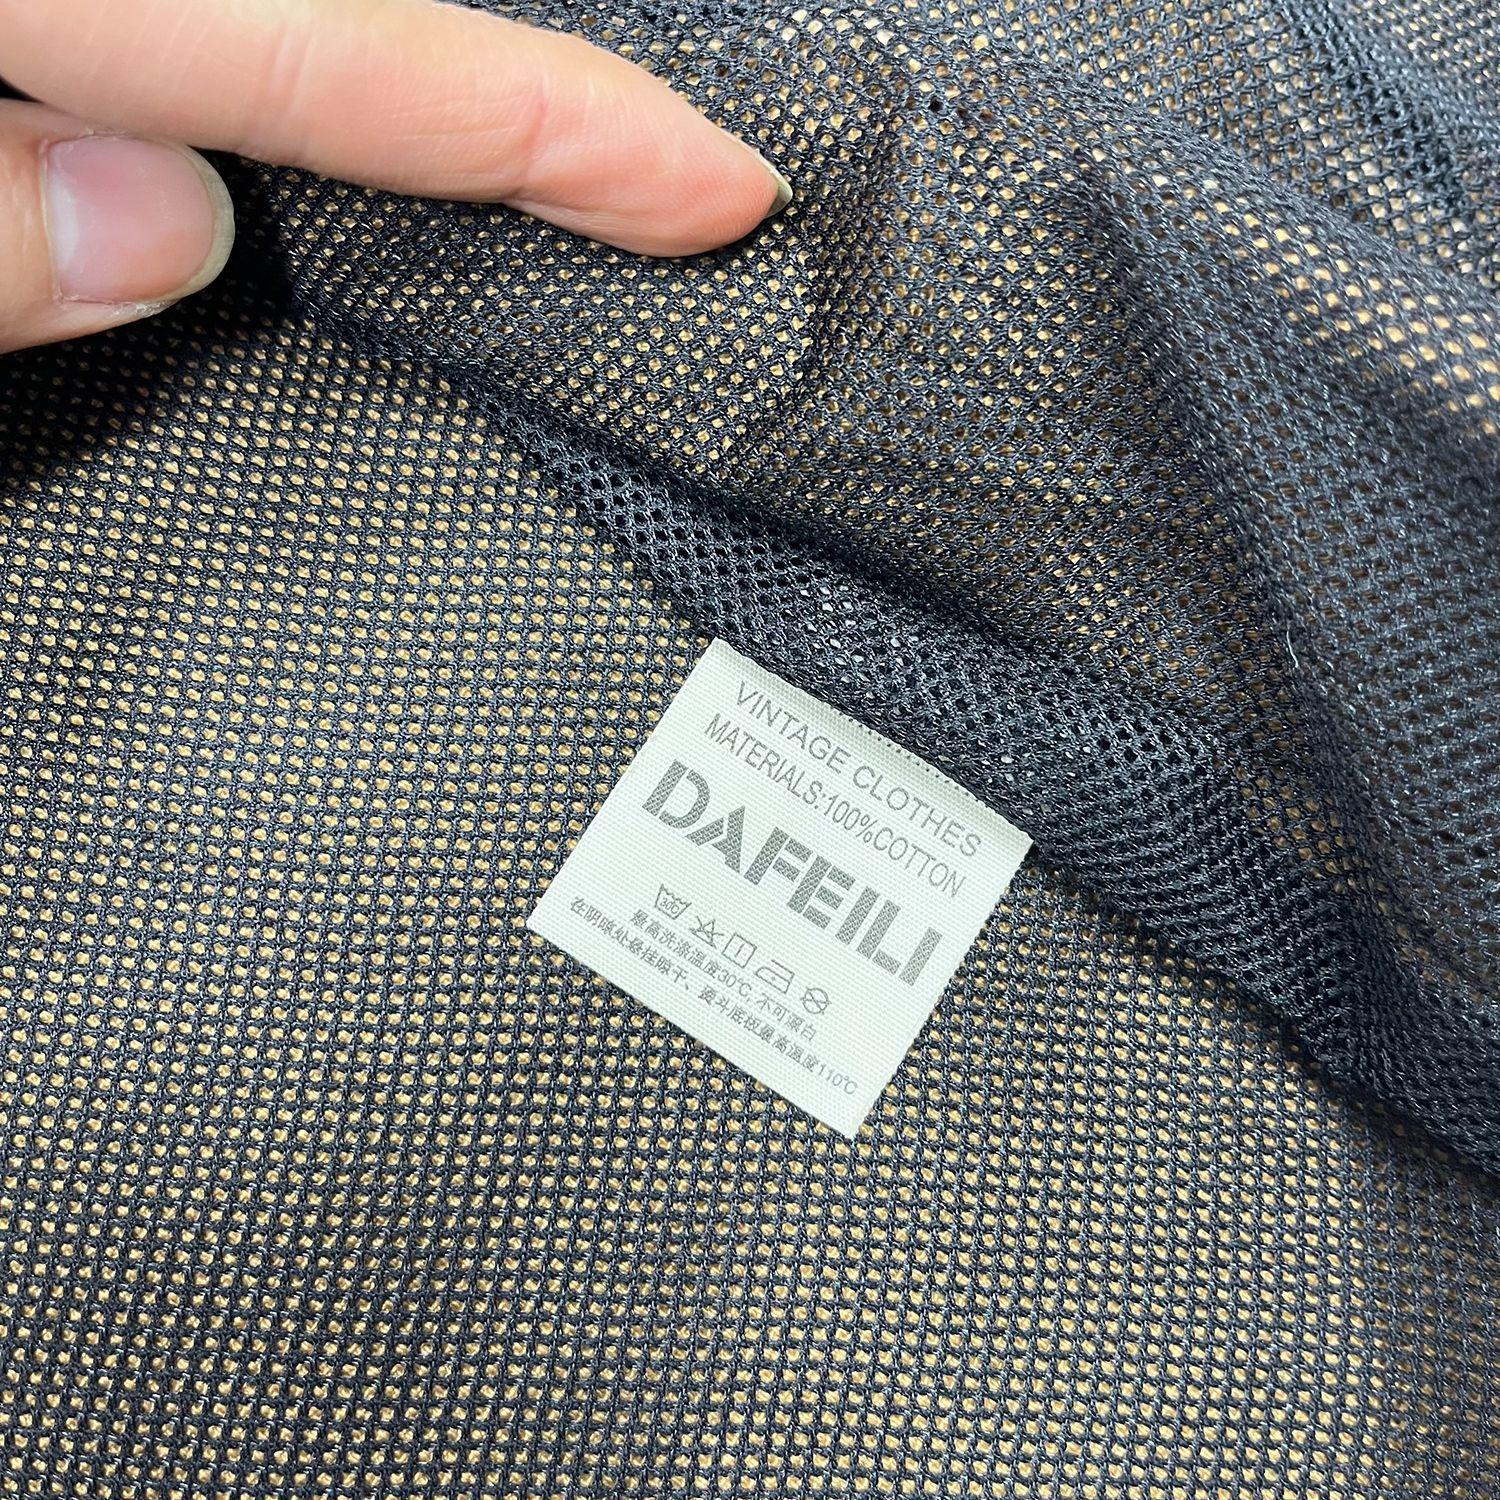 VINTAGE CLOTHES
MATERIALS:100%COTTON
DAFEILI
30
最高洗涤温度30℃,不可漂白
在阴凉处悬挂晾干、熨斗底板最高温度110℃